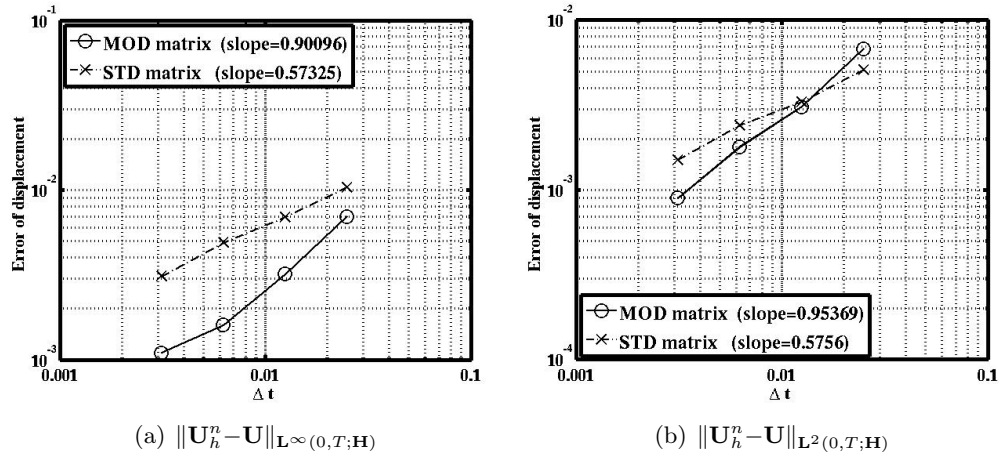 10^-1
MOD matrix (slope=0.90096)
STD matrix (slope=0.57325)
Error of displacement
10^-2
10^-3
0.001
0.01
0.1
Δ t
(a) ‖U_h^n−U‖_{L^∞(0,T;H)}
10^-2
Error of displacement
10^-3
MOD matrix (slope=0.95369)
STD matrix (slope=0.5756)
10^-4
0.001
0.01
0.1
Δ t
(b) ‖U_h^n−U‖_{L^2(0,T;H)}